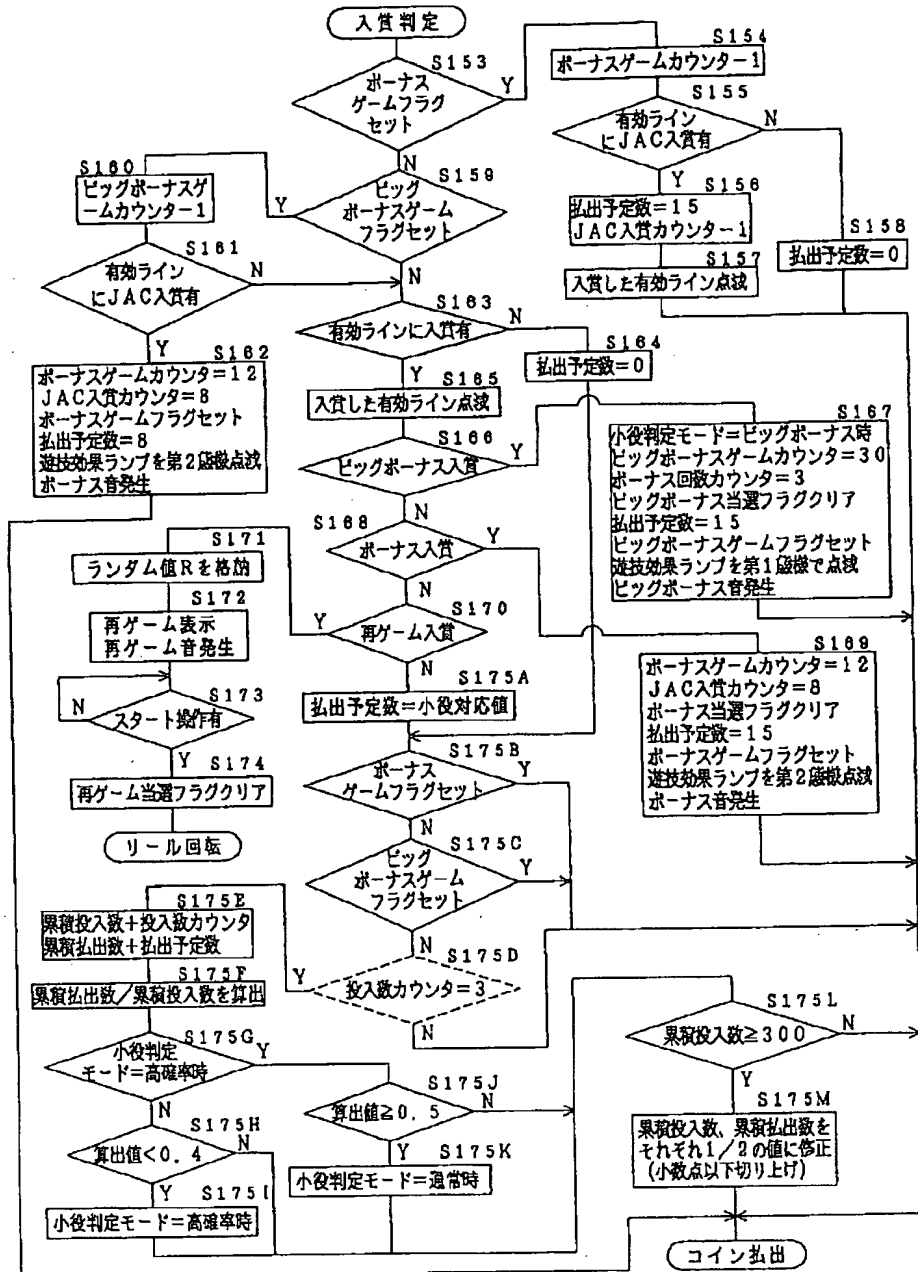 入賞判定
S153
ボーナス
ゲームフラグ
セット
Y
N
S154
ボーナスゲームカウンター1
S155
有効ライン
にJAC入賞有
N
Y
S156
払出予定数=15
JAC入賞カウンター1
S157
入賞した有効ライン点滅
S158
払出予定数=0
S159
ビッグ
ボーナスゲーム
フラグセット
Y
N
S160
ビッグボーナスゲ
ームカウンター1
S161
有効ライン
にJAC入賞有
N
Y
S162
ボーナスゲームカウンター=12
JAC入賞カウンター=8
ボーナスゲームフラグセット
払出予定数=8
遊技効果ランプを第2態様点滅
ボーナス音発生
S163
有効ラインに入賞有
N
Y
S164
払出予定数=0
S165
入賞した有効ライン点滅
S166
ビッグボーナス入賞
Y
N
S167
小役判定モード=ビッグボーナス時
ビッグボーナスゲームカウンター=30
ボーナス回数カウンター=3
ビッグボーナス当選フラグクリア
払出予定数=15
ビッグボーナスゲームフラグセット
遊技効果ランプを第1態様で点滅
ビッグボーナス音発生
S168
ボーナス入賞
Y
N
S169
ボーナスゲームカウンター=12
JAC入賞カウンター=8
ボーナス当選フラグクリア
払出予定数=15
ボーナスゲームフラグセット
遊技効果ランプを第2態様点滅
ボーナス音発生
S170
再ゲーム入賞
Y
N
S171
ランダム値Rを格納
S172
再ゲーム表示
再ゲーム音発生
S173
スタート操作有
N
Y
S174
再ゲーム当選フラグクリア
リール回転
S175A
払出予定数=小役対応値
S175B
ボーナス
ゲームフラグセット
Y
N
S175C
ビッグ
ボーナスゲーム
フラグセット
Y
N
S175D
投入数カウンタ=3
Y
N
S175E
累積投入数+投入数カウンタ
累積払出数+払出予定数
S175F
累積払出数/累積投入数を算出
S175G
小役判定
モード=高確率時
Y
N
S175H
算出値<0.4
N
Y
S175I
小役判定モード=高確率時
S175J
算出値≧0.5
N
Y
S175K
小役判定モード=通常時
S175L
累積投入数≧300
N
Y
S175M
累積投入数、累積払出数を
それぞれ1/2の値に修正
(小数点以下切り上げ)
コイン払出